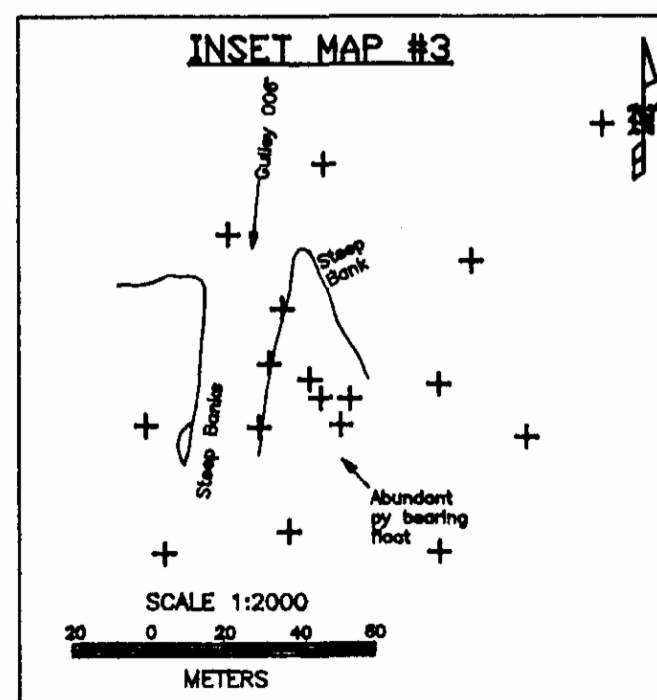 INSET MAP #3
Gulley 006
Steep
Bank
Steep Banks
Abundant
py bearing
float
SCALE 1:2000
20 0 20 40 60
METERS